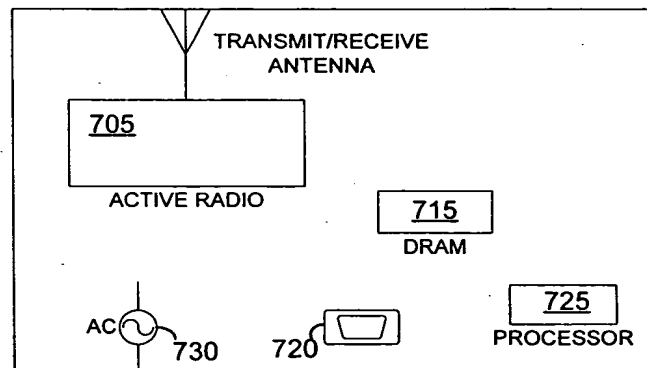 TRANSMIT/RECEIVE
ANTENNA
705
ACTIVE RADIO
715
DRAM
AC
730
720
725
PROCESSOR